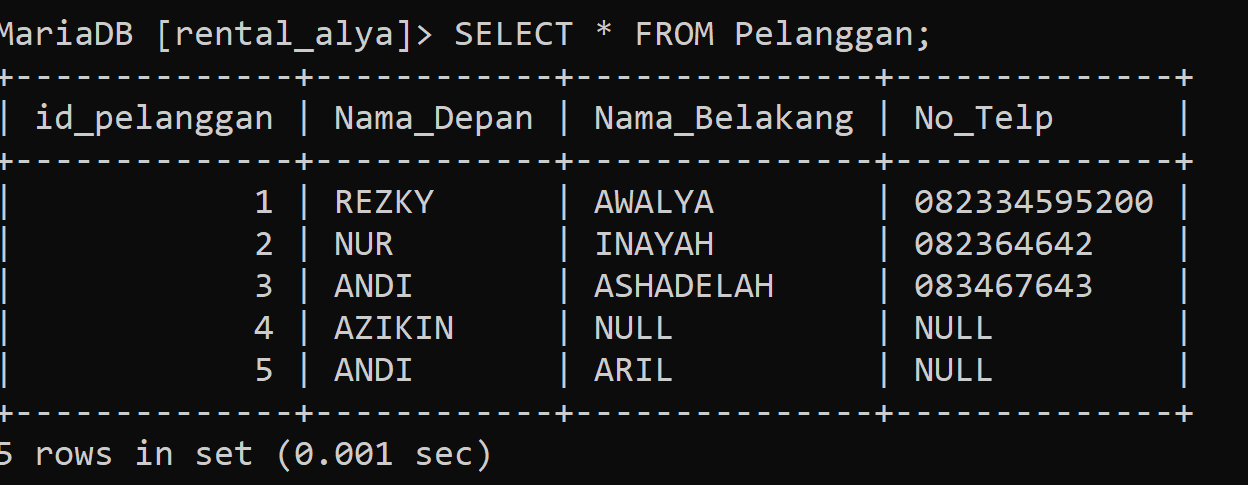 MariaDB [rental_alya]> SELECT * FROM Pelanggan;
+--------------+------------+---------------+--------------+
| id_pelanggan | Nama_Depan | Nama_Belakang | No_Telp      |
+--------------+------------+---------------+--------------+
|            1 | REZKY      | AWALYA        | 082334595200 |
|            2 | NUR        | INAYAH        | 082364642    |
|            3 | ANDI       | ASHADELAH     | 083467643    |
|            4 | AZIKIN     | NULL          | NULL         |
|            5 | ANDI       | ARIL          | NULL         |
+--------------+------------+---------------+--------------+
5 rows in set (0.001 sec)